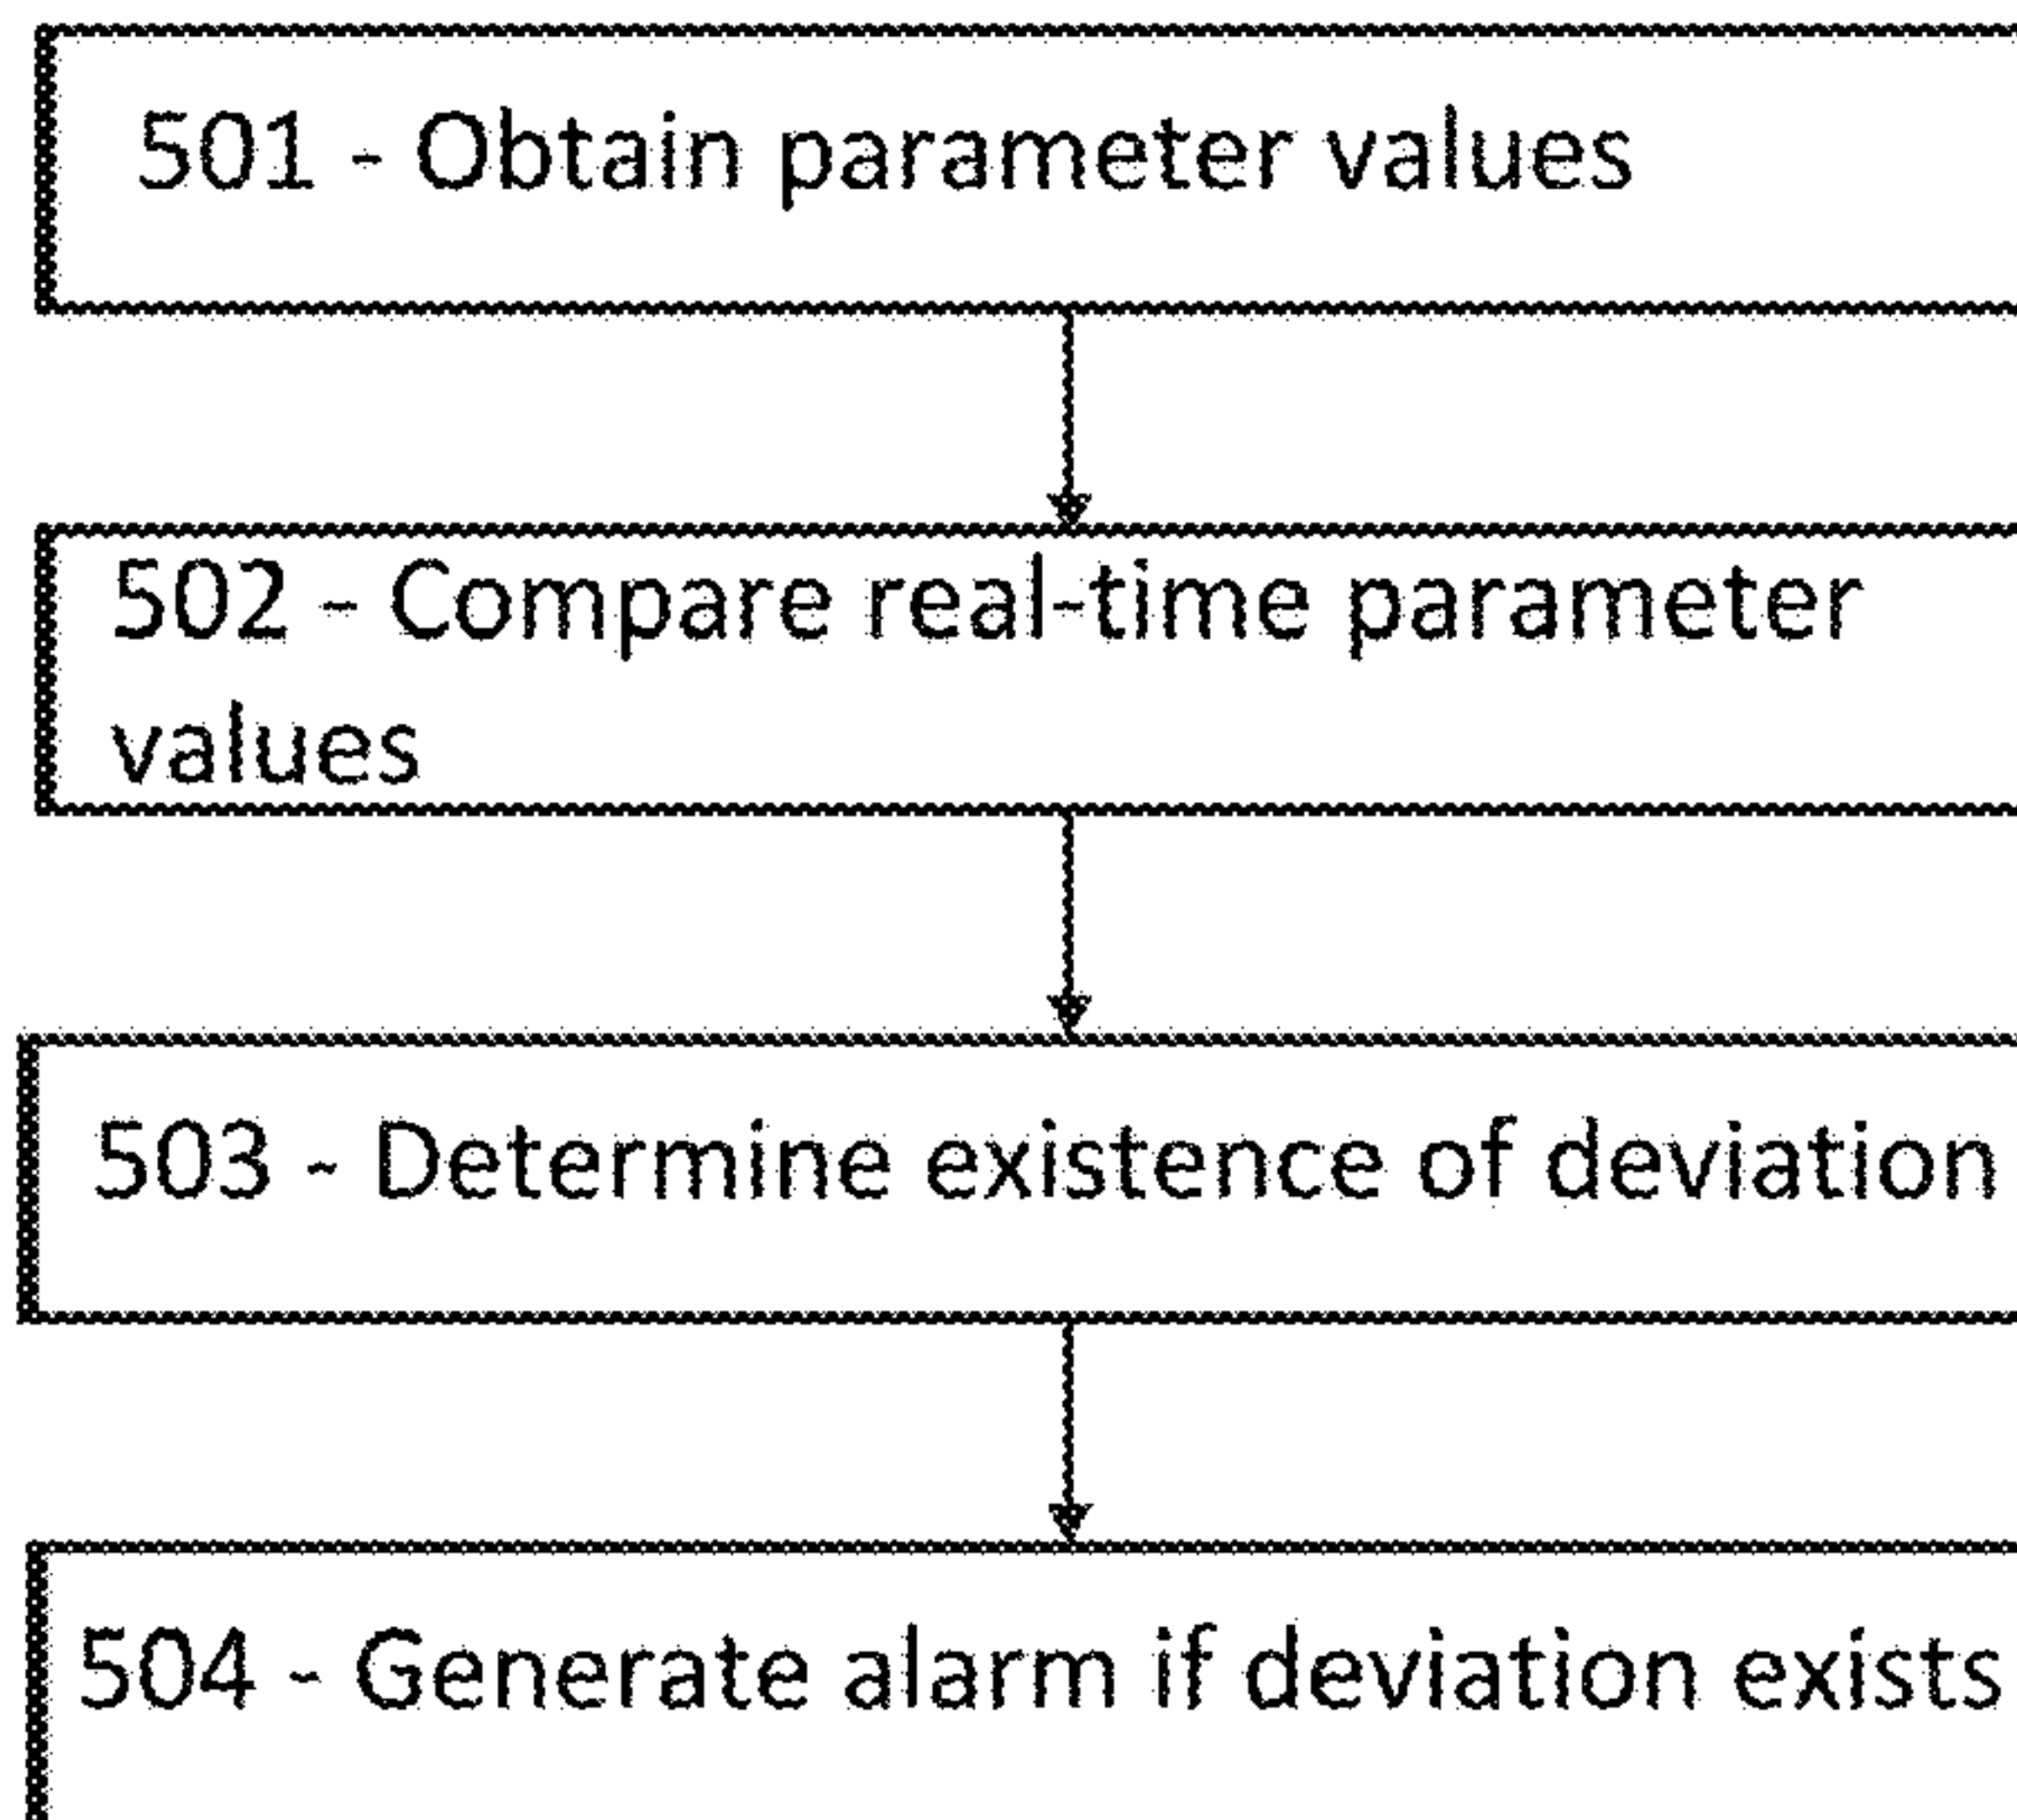 501 - Obtain parameter values
502 - Compare real-time parameter
values
503 - Determine existence of deviation
504 - Generate alarm if deviation exists